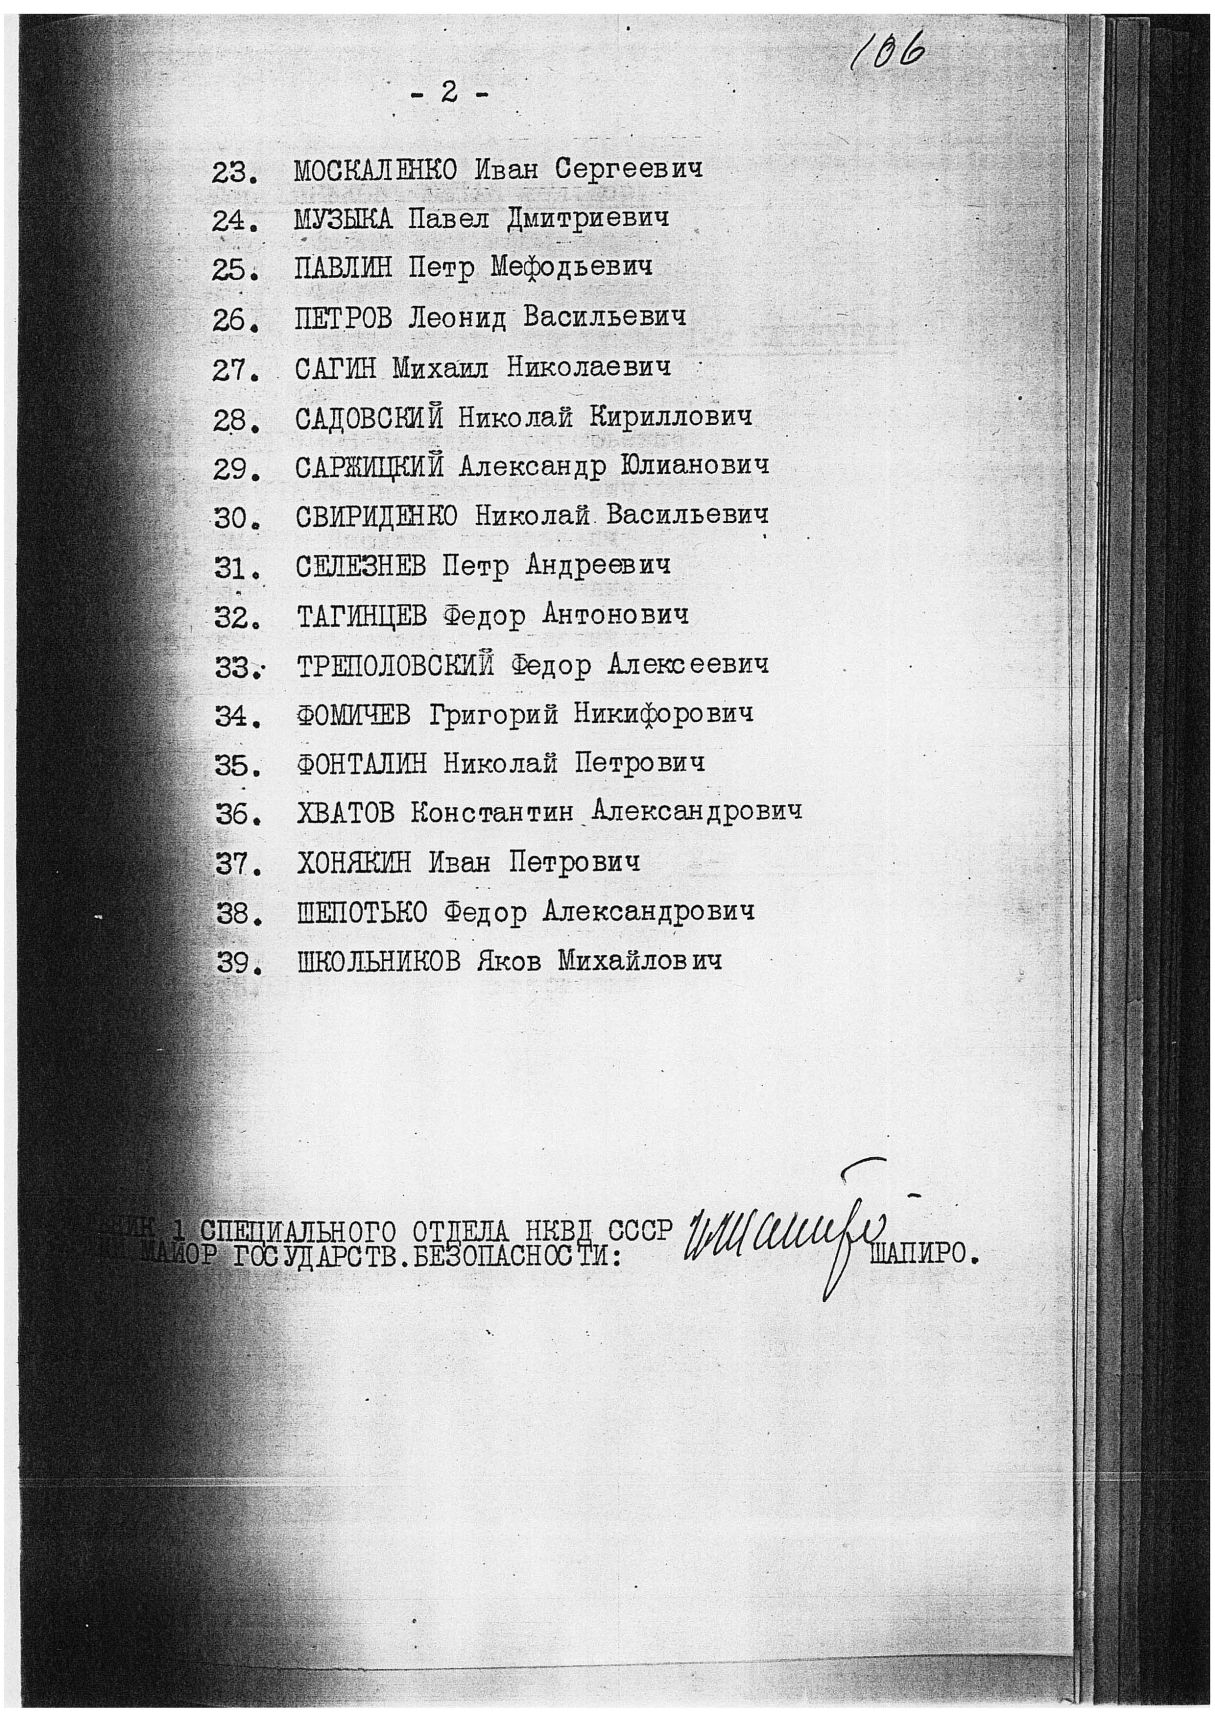 106
- 2 -
23. МОСКАЛЕНКО Иван Сергеевич
24. МУЗЫКА Павел Дмитриевич
25. ПАВЛИН Петр Мефодьевич
26. ПЕТРОВ Леонид Васильевич
27. САГИН Михаил Николаевич
28. САДОВСКИЙ Николай Кириллович
29. САРЖИЦКИЙ Александр Юлианович
30. СВИРИДЕНКО Николай Васильевич
31. СЕЛЕЗНЕВ Петр Андреевич
32. ТАГИНЦЕВ Федор Антонович
33. ТРЕПОЛОВСКИЙ Федор Алексеевич
34. ФОМИЧЕВ Григорий Никифорович
35. ФОНТАЛИН Николай Петрович
36. ХВАТОВ Константин Александрович
37. ХОНЯКИН Иван Петрович
38. ШЕПОТЬКО Федор Александрович
39. ШКОЛЬНИКОВ Яков Михайлович
1 СПЕЦИАЛЬНОГО ОТДЕЛА НКВД СССР
МАЙОР ГОСУДАРСТВ.БЕЗОПАСНОСТИ: ШАПИРО.